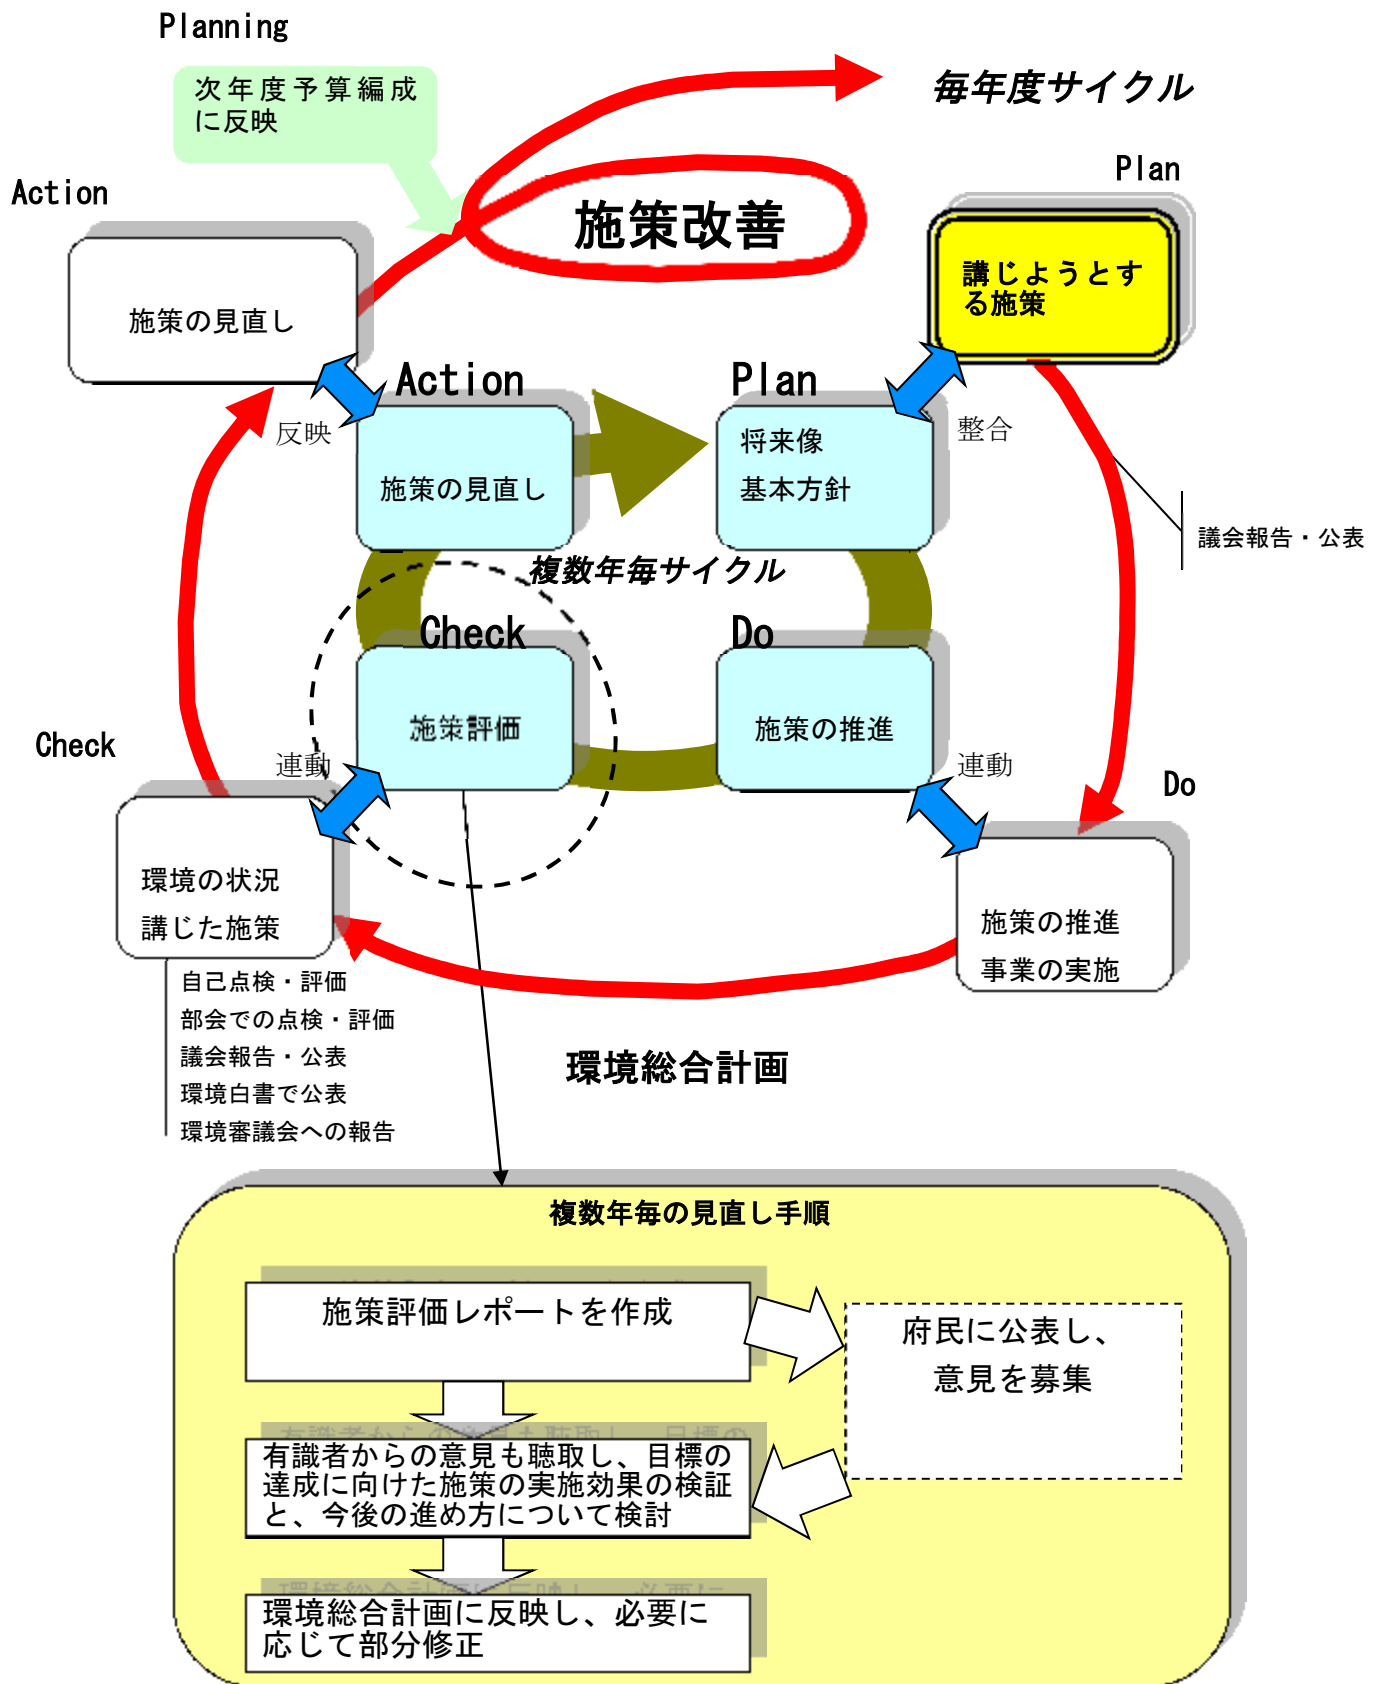 Planning
次年度予算編成
に反映
毎年度サイクル
Plan
Action
施策改善
講じようとす
る施策
施策の見直し
Action
Plan
反映
整合
将来像
基本方針
施策の見直し
議会報告・公表
複数年毎サイクル
Check
Do
施策評価
施策の推進
Check
連動
連動
Do
環境の状況
講じた施策
施策の推進
事業の実施
自己点検・評価
部会での点検・評価
議会報告・公表
環境白書で公表
環境審議会への報告
環境総合計画
複数年毎の見直し手順
施策評価レポートを作成
府民に公表し、
意見を募集
有識者からの意見も聴取し、目標の
達成に向けた施策の実施効果の検証
と、今後の進め方について検討
環境総合計画に反映し、必要に
応じて部分修正